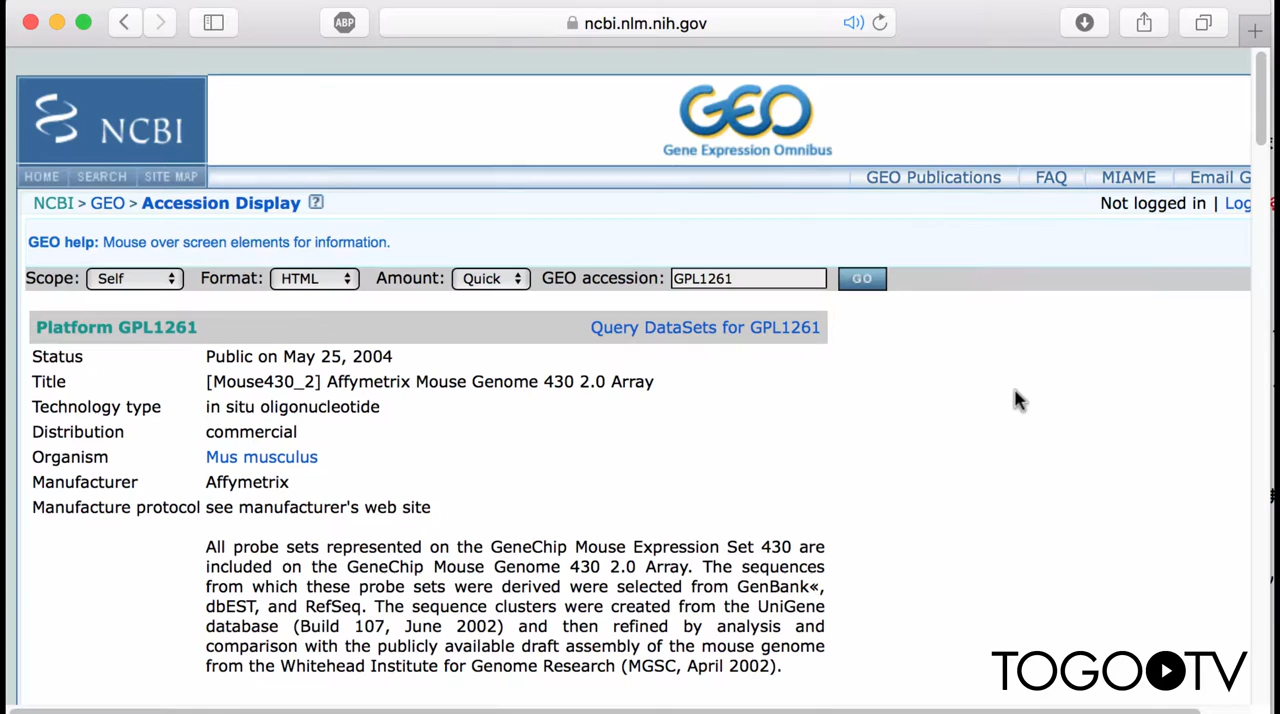 ABP
ncbi.nlm.nih.gov
NCBI
GEO
Gene Expression Omnibus
HOME SEARCH SITE MAP
GEO Publications FAQ MIAME Email G
NCBI > GEO > Accession Display ?
Not logged in | Log
GEO help: Mouse over screen elements for information.
Scope: Self Format: HTML Amount: Quick GEO accession: GPL1261 GO
Platform GPL1261 Query DataSets for GPL1261
Status Public on May 25, 2004
Title [Mouse430_2] Affymetrix Mouse Genome 430 2.0 Array
Technology type in situ oligonucleotide
Distribution commercial
Organism Mus musculus
Manufacturer Affymetrix
Manufacture protocol see manufacturer's web site
All probe sets represented on the GeneChip Mouse Expression Set 430 are
included on the GeneChip Mouse Genome 430 2.0 Array. The sequences
from which these probe sets were derived were selected from GenBank«,
dbEST, and RefSeq. The sequence clusters were created from the UniGene
database (Build 107, June 2002) and then refined by analysis and
comparison with the publicly available draft assembly of the mouse genome
from the Whitehead Institute for Genome Research (MGSC, April 2002).
TOGO TV